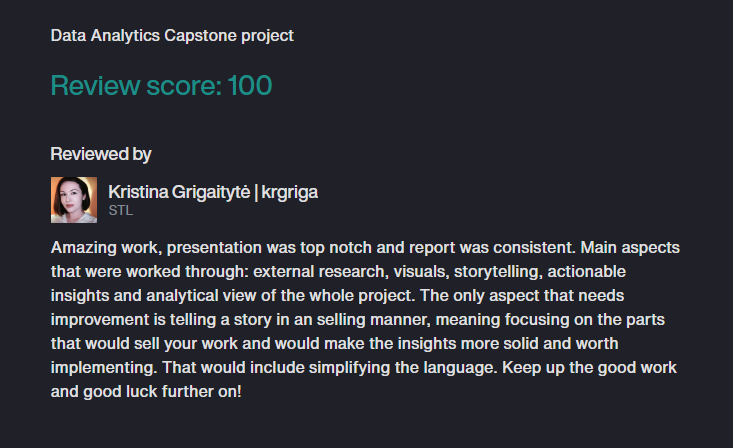 Data Analytics Capstone project
Review score: 100
Reviewed by
Kristina Grigaitytė | krgriga
STL
Amazing work, presentation was top notch and report was consistent. Main aspects
that were worked through: external research, visuals, storytelling, actionable
insights and analytical view of the whole project. The only aspect that needs
improvement is telling a story in an selling manner, meaning focusing on the parts
that would sell your work and would make the insights more solid and worth
implementing. That would include simplifying the language. Keep up the good work
and good luck further on!